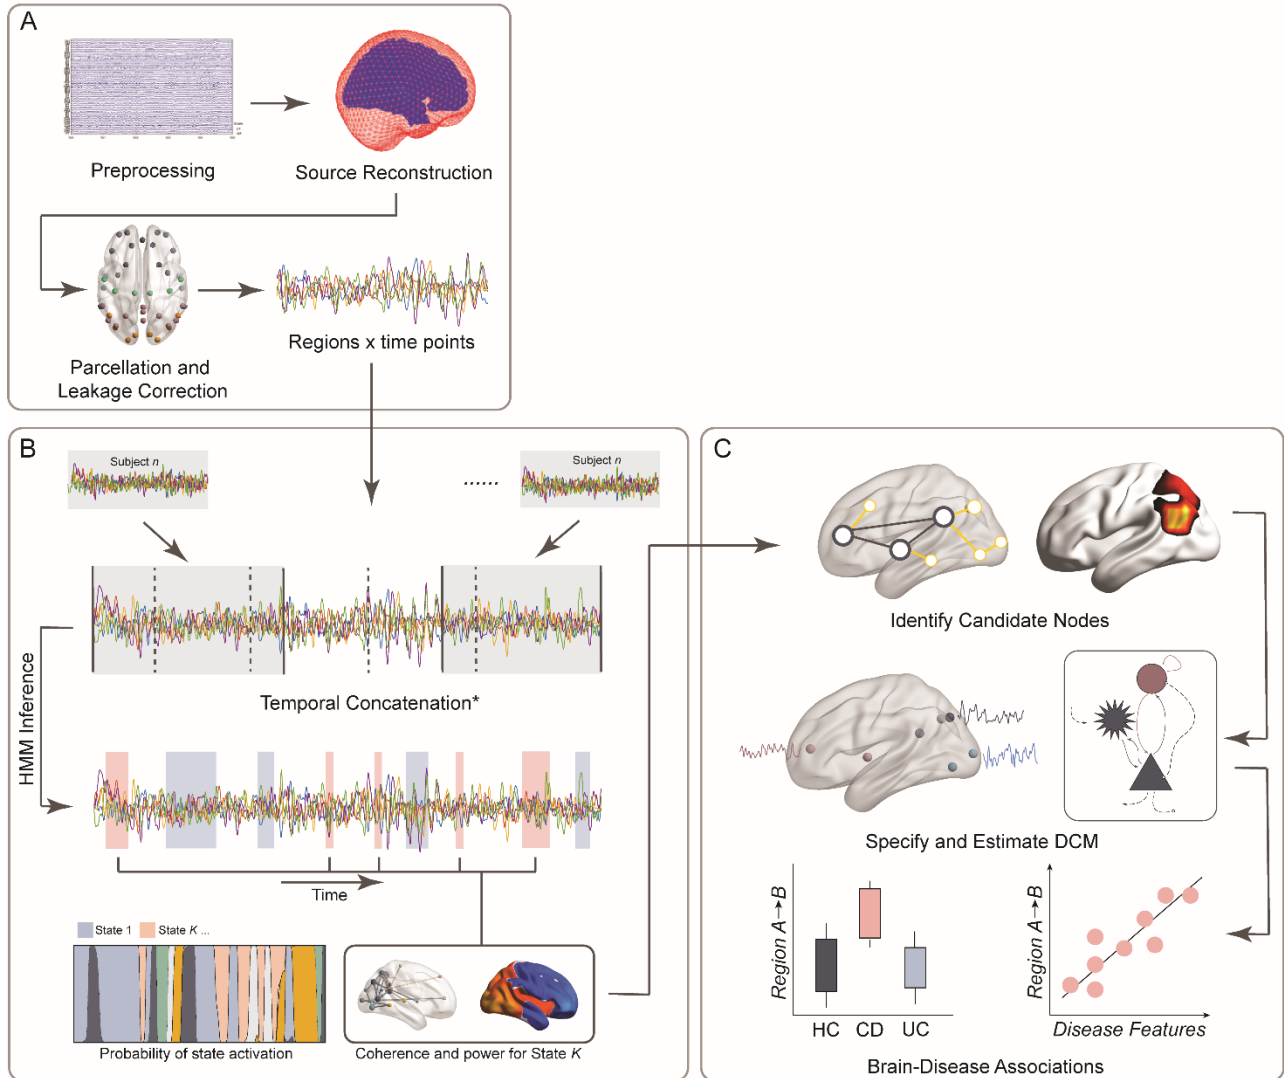 A
Preprocessing
Source Reconstruction
Parcellation and
Leakage Correction
Regions x time points
B
Subject n
......
Subject n
HMM Inference
Temporal Concatenation*
Time
State 1
State K ...
Probability of state activation
Coherence and power for State K
C
Identify Candidate Nodes
Specify and Estimate DCM
Region A→B
HC CD UC
Region A→B
Disease Features
Brain-Disease Associations